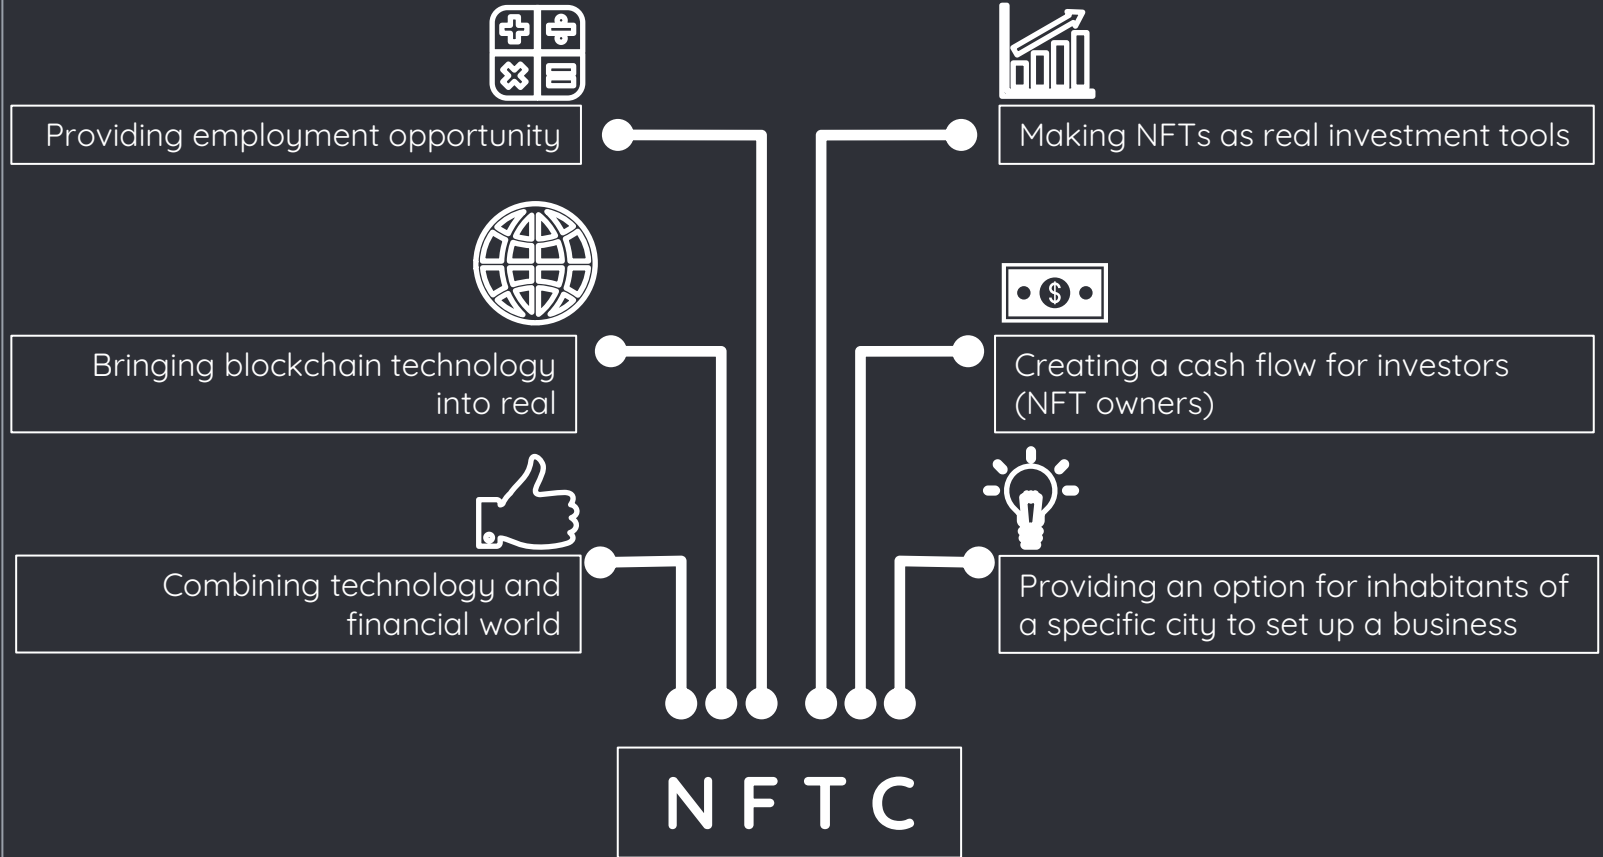 Providing employment opportunity
Bringing blockchain technology
into real
Combining technology and
financial world
Making NFTs as real investment tools
Creating a cash flow for investors
(NFT owners)
Providing an option for inhabitants of
a specific city to set up a business
NFTC